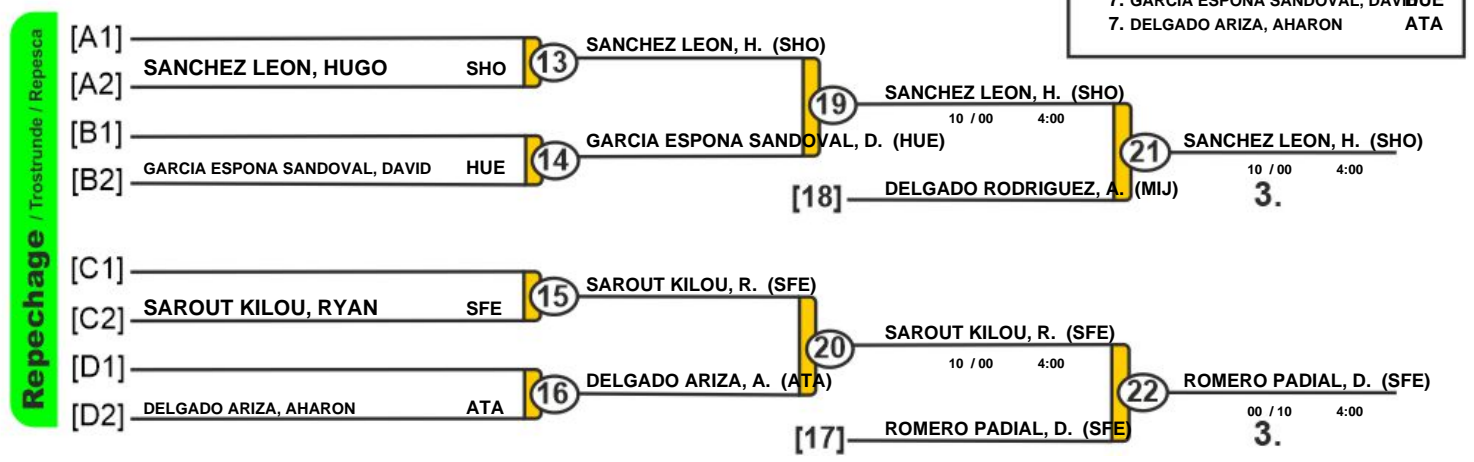 7. GARCIA ESPONA SANDOVAL, DAVID HUE
7. DELGADO ARIZA, AHARON ATA
Repechage / Trostrunde / Repesca
[A1]
SANCHEZ LEON, HUGO SHO
[A2]
13
SANCHEZ LEON, H. (SHO)
[B1]
GARCIA ESPONA SANDOVAL, DAVID HUE
[B2]
14
GARCIA ESPONA SANDOVAL, D. (HUE)
19
SANCHEZ LEON, H. (SHO)
10 / 00 4:00
[18]
DELGADO RODRIGUEZ, A. (MIJ)
21
SANCHEZ LEON, H. (SHO)
10 / 00 4:00
3.
[C1]
SAROUT KILOU, RYAN SFE
[C2]
15
SAROUT KILOU, R. (SFE)
[D1]
DELGADO ARIZA, AHARON ATA
[D2]
16
DELGADO ARIZA, A. (ATA)
20
SAROUT KILOU, R. (SFE)
10 / 00 4:00
[17]
ROMERO PADIAL, D. (SFE)
22
ROMERO PADIAL, D. (SFE)
00 / 10 4:00
3.